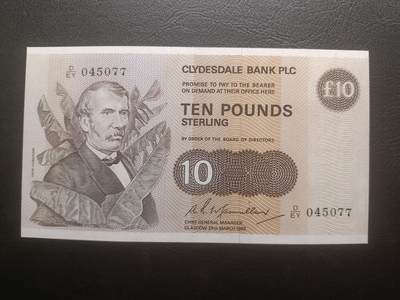 D/EY 045077
CLYDESDALE BANK PLC
£10
PROMISE TO PAY TO THE BEARER
ON DEMAND AT THEIR OFFICE HERE
TEN POUNDS
STERLING
BY ORDER OF THE BOARD OF DIRECTORS
10
CHIEF GENERAL MANAGER
D/EY 045077